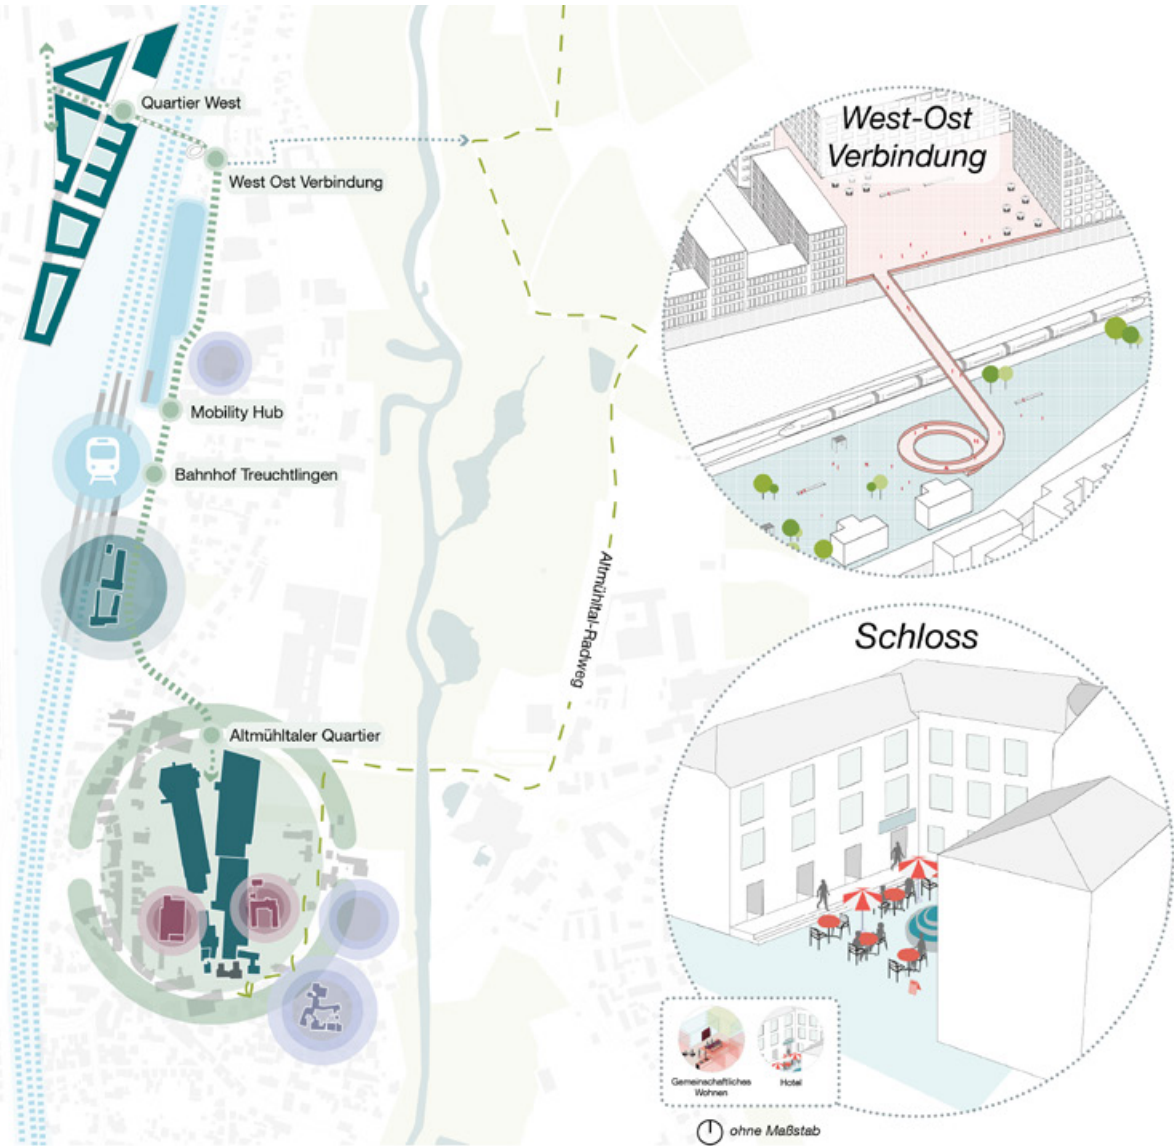 Quartier West
West Ost Verbindung
Mobility Hub
Bahnhof Treuchtlingen
Altmühltaler Quartier
Altmühltal-Radweg
West-Ost
Verbindung
Schloss
Gemeinschaftliches
Wohnen
Hotel
ohne Maßstab